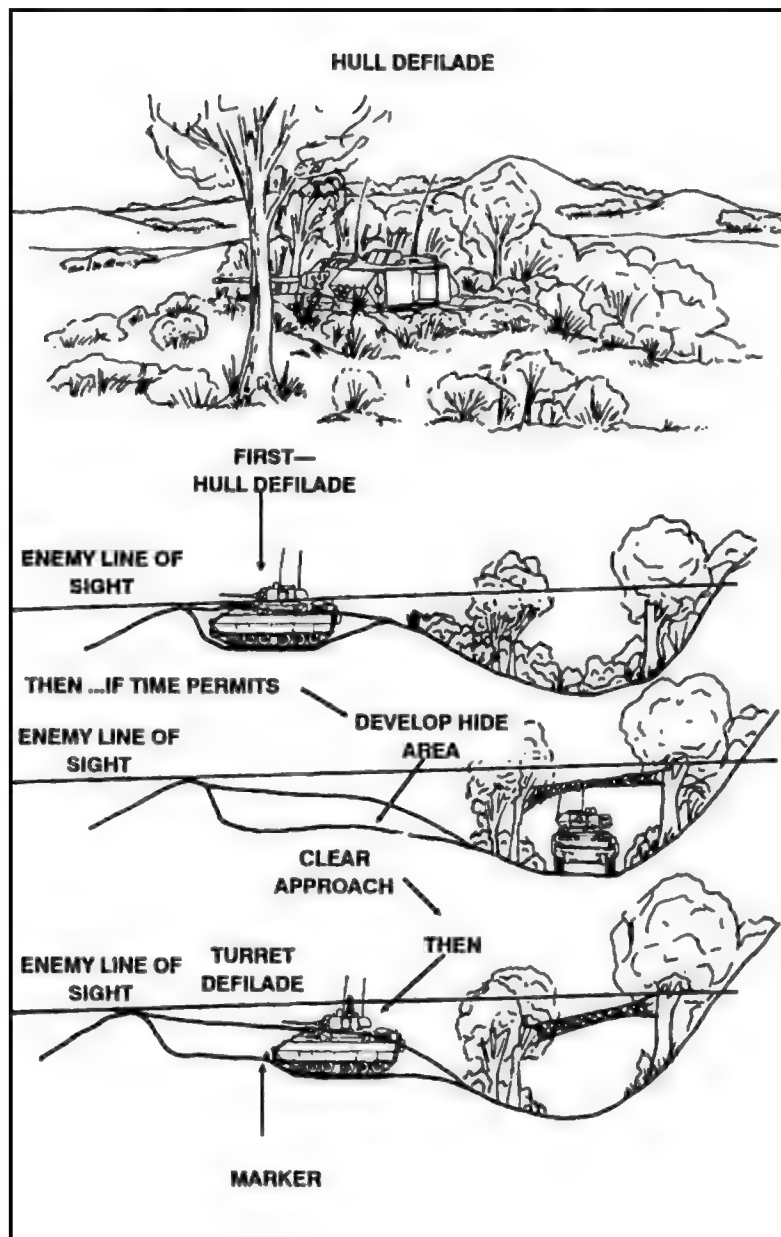 HULL DEFILADE
FIRST—
HULL DEFILADE
ENEMY LINE OF
SIGHT
THEN ...IF TIME PERMITS
DEVELOP HIDE
AREA
ENEMY LINE OF
SIGHT
CLEAR
APPROACH
THEN
TURRET
DEFILADE
ENEMY LINE OF
SIGHT
MARKER